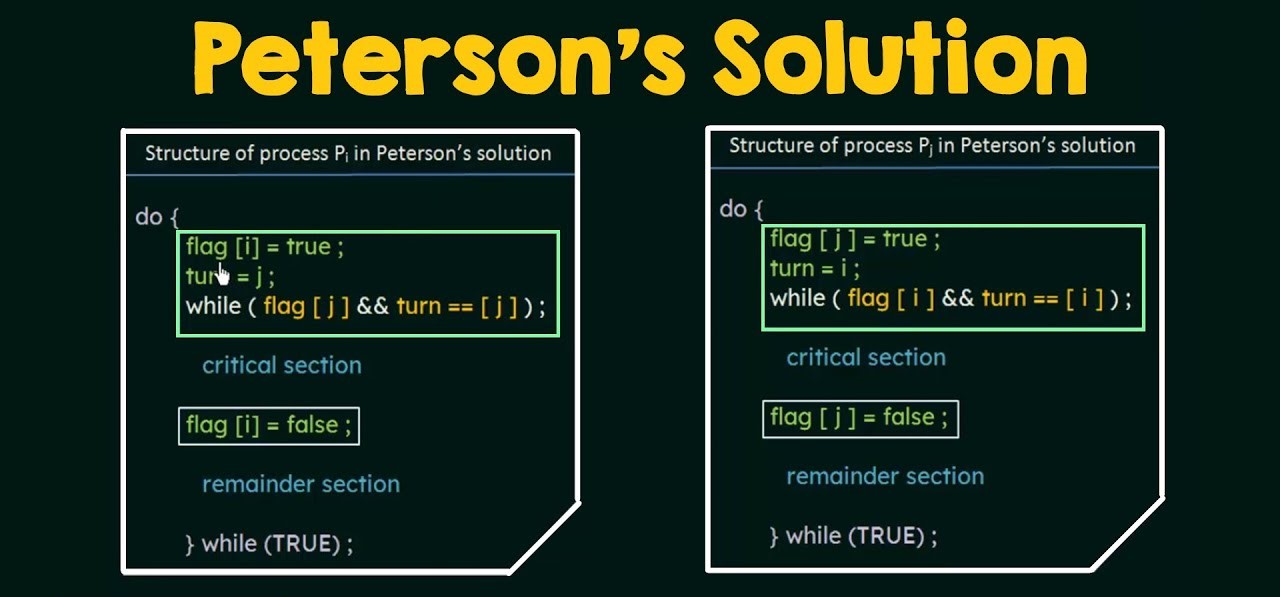 Peterson's Solution
Structure of process Pi in Peterson's solution
do {
flag [i] = true ;
turn = j ;
while ( flag [ j ] && turn == [ j ] ) ;
critical section
flag [i] = false ;
remainder section
} while (TRUE) ;
Structure of process Pj in Peterson's solution
do {
flag [ j ] = true ;
turn = i ;
while ( flag [ i ] && turn == [ i ] ) ;
critical section
flag [ j ] = false ;
remainder section
} while (TRUE) ;